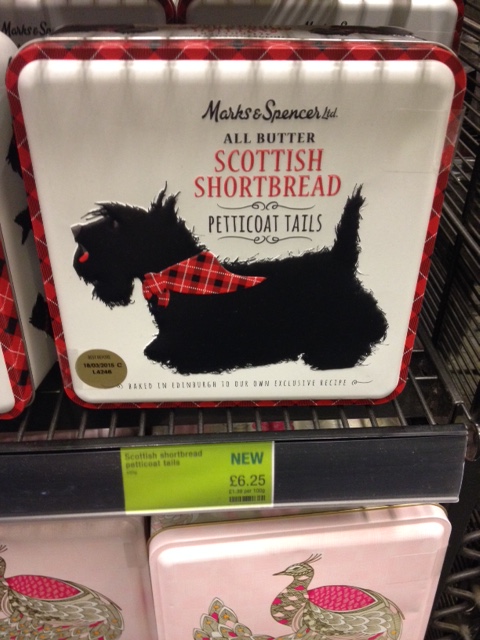 Marks & Spencer Ltd.
ALL BUTTER
SCOTTISH
SHORTBREAD
PETTICOAT TAILS
BAKED IN EDINBURGH TO OUR OWN EXCLUSIVE RECIPE
Scottish shortbread
petticoat tails
NEW
£6.25